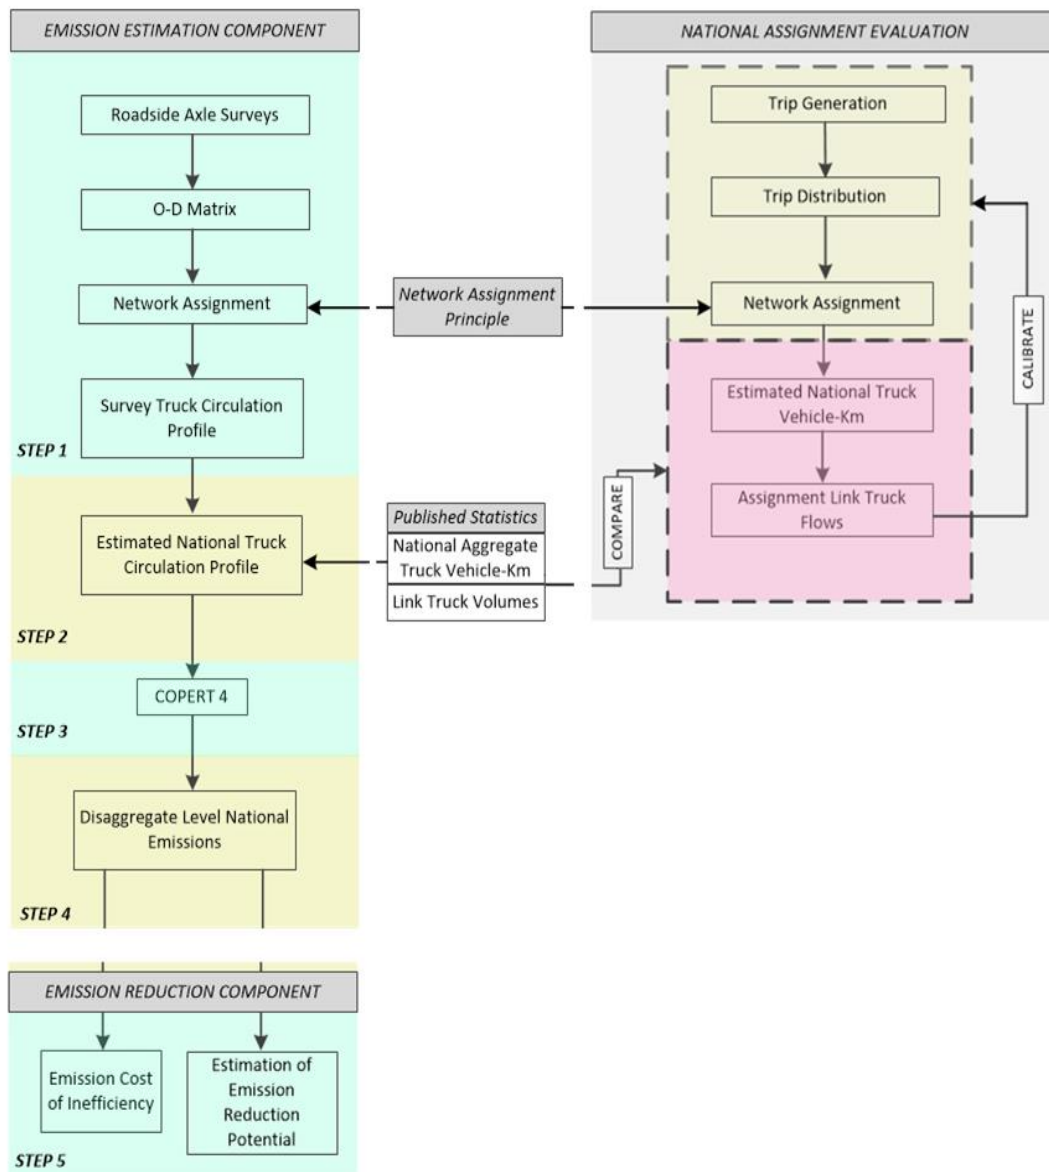 EMISSION ESTIMATION COMPONENT
Roadside Axle Surveys
O-D Matrix
Network Assignment
Survey Truck Circulation
Profile
STEP 1
Estimated National Truck
Circulation Profile
STEP 2
COPERT 4
STEP 3
Disaggregate Level National
Emissions
STEP 4
EMISSION REDUCTION COMPONENT
Emission Cost
of Inefficiency
Estimation of
Emission
Reduction
Potential
STEP 5
Network Assignment
Principle
Published Statistics
National Aggregate
Truck Vehicle-Km
Link Truck Volumes
COMPARE
NATIONAL ASSIGNMENT EVALUATION
Trip Generation
Trip Distribution
Network Assignment
Estimated National Truck
Vehicle-Km
Assignment Link Truck
Flows
CALIBRATE